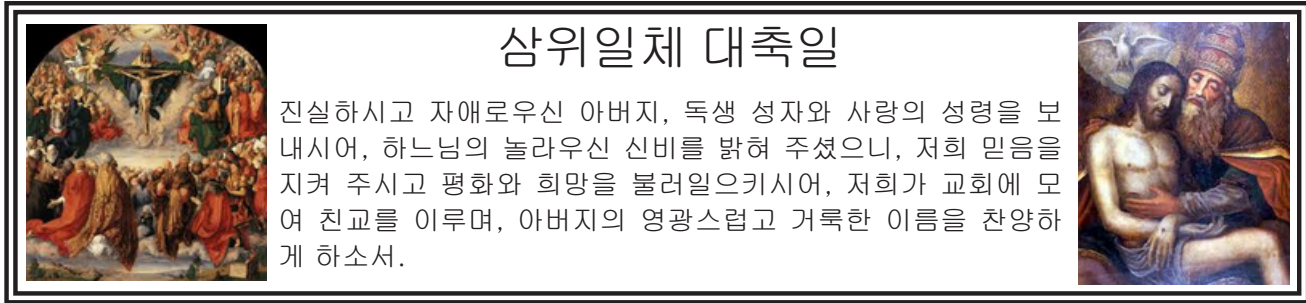 삼위일체 대축일
진실하시고 자애로우신 아버지, 독생 성자와 사랑의 성령을 보
내시어, 하느님의 놀라우신 신비를 밝혀 주셨으니, 저희 믿음을
지켜 주시고 평화와 희망을 불러일으키시어, 저희가 교회에 모
여 친교를 이루며, 아버지의 영광스럽고 거룩한 이름을 찬양하
게 하소서.